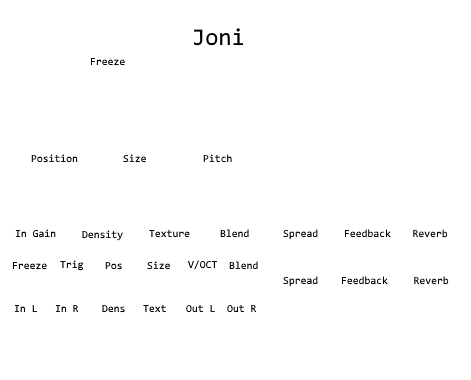 Joni
Freeze
Position Size Pitch
In Gain Density Texture Blend Spread Feedback Reverb
Freeze Trig Pos Size V/OCT Blend
Spread Feedback Reverb
In L In R Dens Text Out L Out R